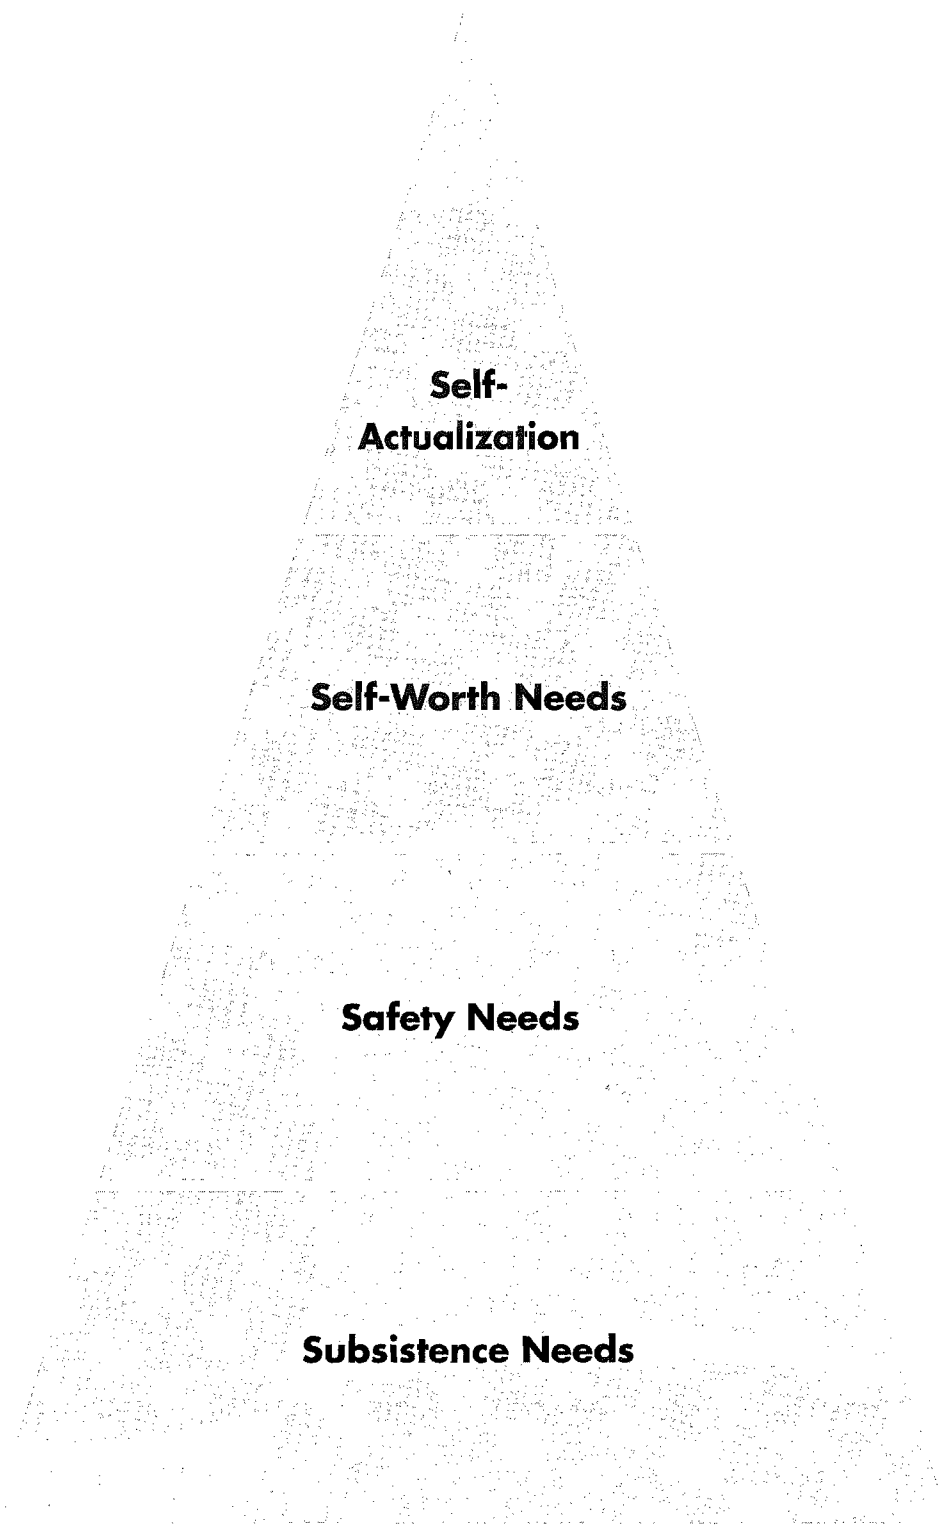 Self-
Actualization
Self-Worth Needs
Safety Needs
Subsistence Needs